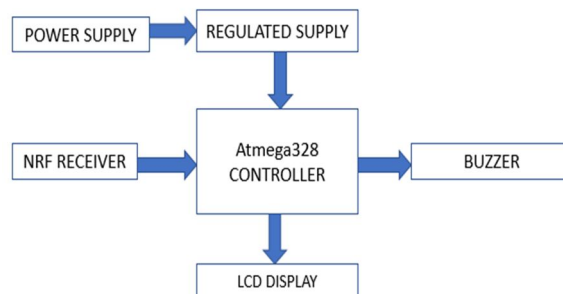 POWER SUPPLY
REGULATED SUPPLY
NRF RECEIVER
Atmega328
CONTROLLER
BUZZER
LCD DISPLAY